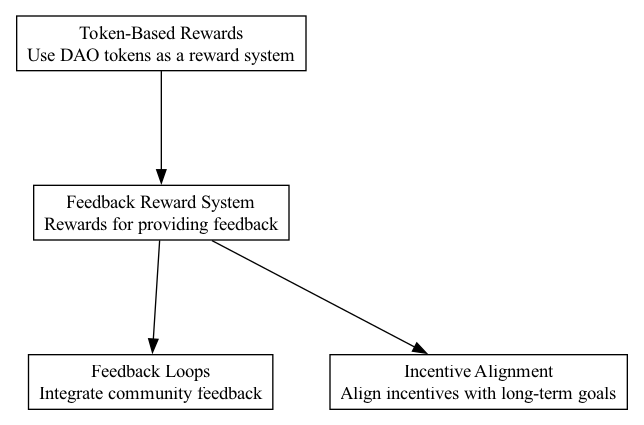 Token-Based Rewards
Use DAO tokens as a reward system
Feedback Reward System
Rewards for providing feedback
Feedback Loops
Integrate community feedback
Incentive Alignment
Align incentives with long-term goals